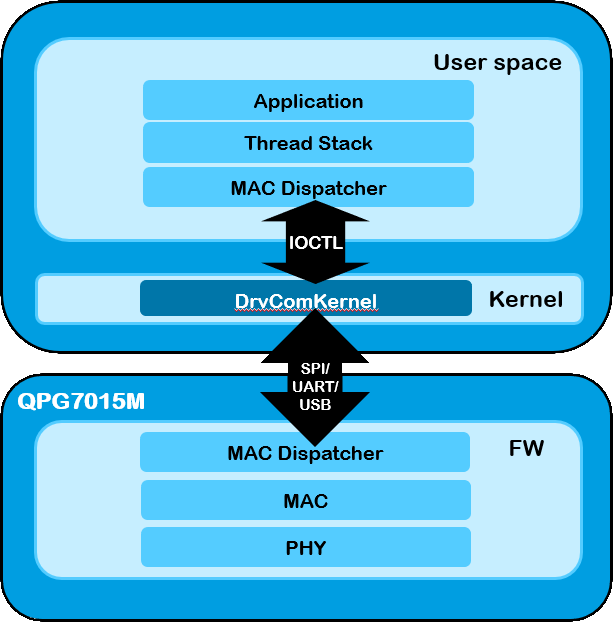 User space
Application
Thread Stack
MAC Dispatcher
IOCTL
DrvComKernel
Kernel
SPI/
UART/
USB
QPG7015M
MAC Dispatcher
FW
MAC
PHY